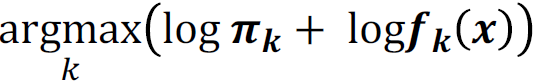 argmax(log π_k + log f_k(x))
k